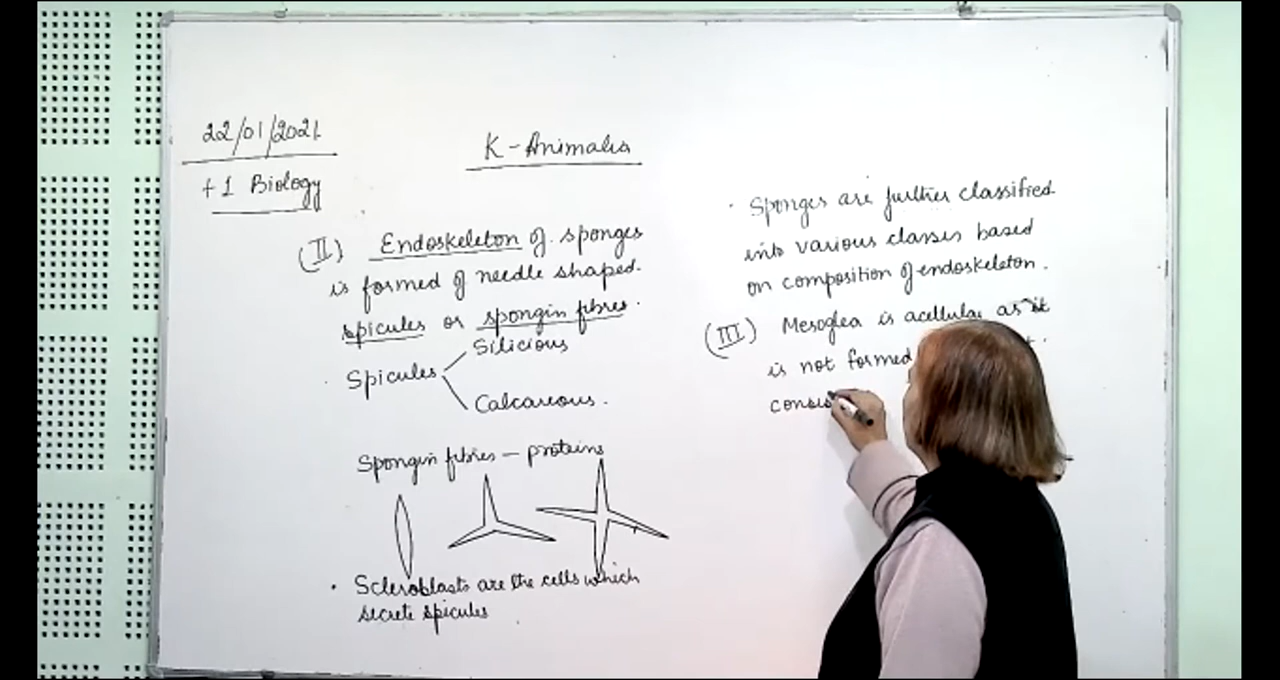 22/01/2021
+1 Biology
K-Animalia
(II) Endoskeleton of sponges
is formed of needle shaped
spicules or spongin fibres.
Spicules
Silicious
Calcareous.
Spongin fibres - proteins
• Scleroblasts are the cells which
secrete spicules
• Sponges are further classified
into various classes based
on composition of endoskeleton.
(III) Mesoglea is acellular as it
is not formed